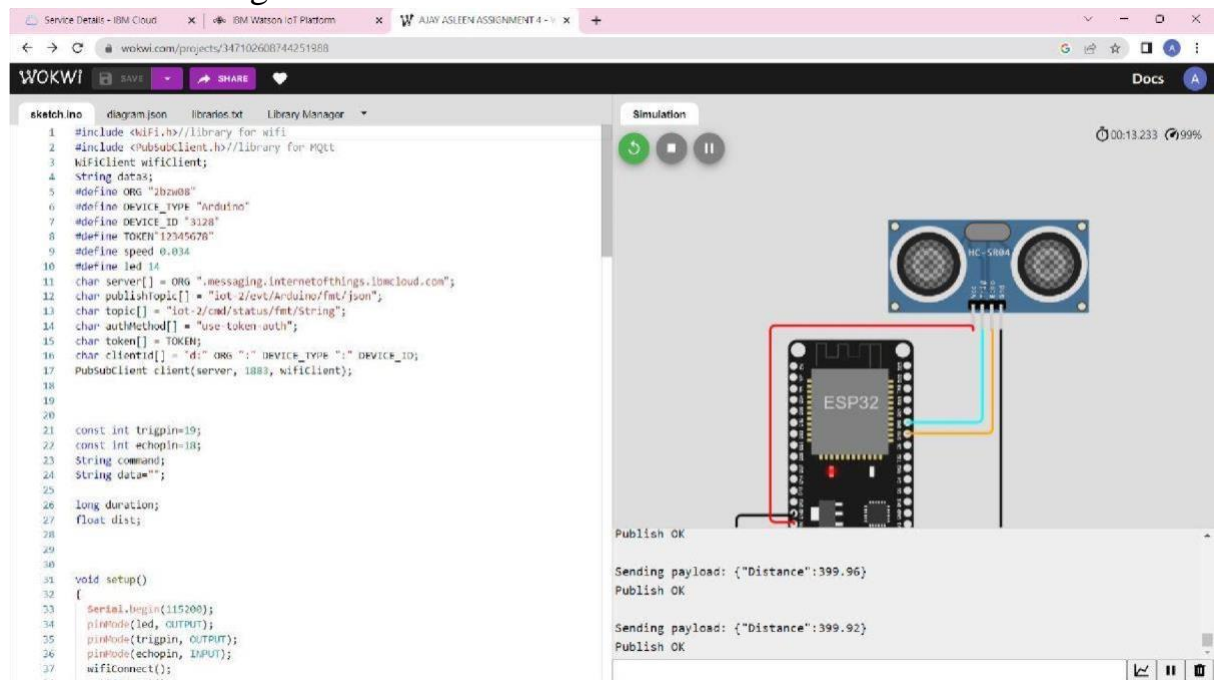 Service Details - IBM Cloud
IBM Watson IoT Platform
AJAY ASLEEN ASSIGNMENT 4 -
wokwi.com/projects/347102608744251988
WOKWI
SAVE
SHARE
Docs
A
sketch.ino
diagram.json
libraries.txt
Library Manager
1 #include <WiFi.h>//library for wifi
2 #include <PubSubClient.h>//library for MQtt
3 WiFiClient wifiClient;
4 String data3;
5 #define ORG "2bzw08"
6 #define DEVICE_TYPE "Arduino"
7 #define DEVICE_ID "3128"
8 #define TOKEN"12345678"
9 #define speed 0.034
10 #define led 14
11 char server[] = ORG ".messaging.internetofthings.ibmcloud.com";
12 char publishTopic[] = "iot-2/evt/Arduino/fmt/json";
13 char topic[] = "iot-2/cmd/status/fmt/String";
14 char authMethod[] = "use-token-auth";
15 char token[] = TOKEN;
16 char clientId[] = "d:" ORG ":" DEVICE_TYPE ":" DEVICE_ID;
17 PubSubClient client(server, 1883, wifiClient);
18
19
20
21 const int trigpin=19;
22 const int echopin=18;
23 String command;
24 String data="";
25
26 long duration;
27 float dist;
28
29
30
31 void setup()
32 {
33 Serial.begin(115200);
34 pinMode(led, OUTPUT);
35 pinMode(trigpin, OUTPUT);
36 pinMode(echopin, INPUT);
37 wifiConnect();
Simulation
00:13.233 99%
HC-SR04
ESP32
Publish OK
Sending payload: {"Distance":399.96}
Publish OK
Sending payload: {"Distance":399.92}
Publish OK